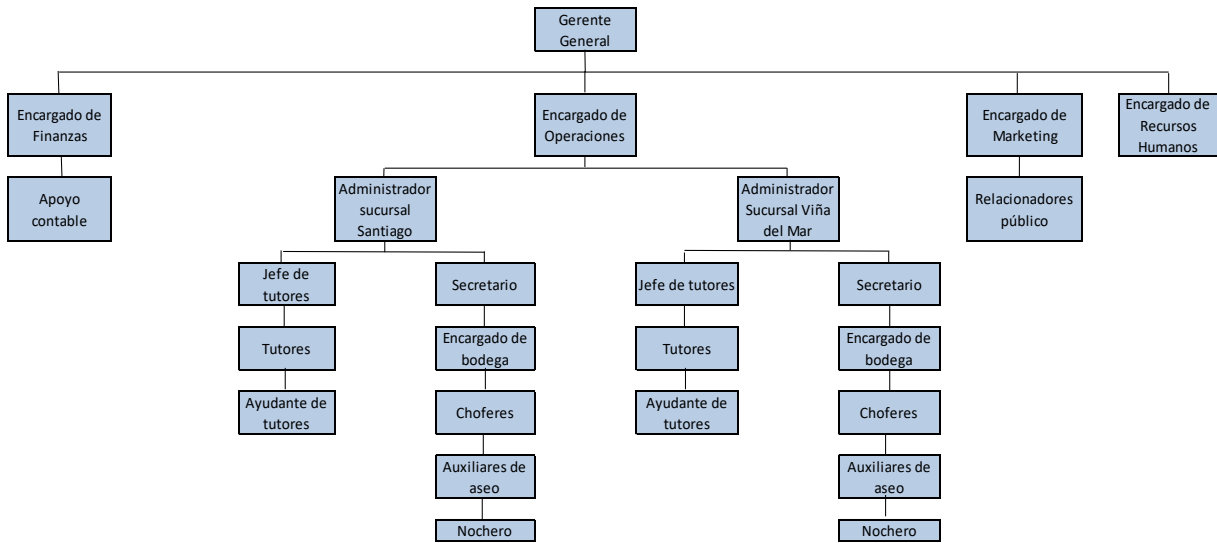 Gerente
General
Encargado de
Finanzas
Encargado de
Operaciones
Encargado de
Marketing
Encargado de
Recursos
Humanos
Apoyo
contable
Administrador
sucursal
Santiago
Administrador
Sucursal Viña
del Mar
Relacionadores
público
Jefe de
tutores
Secretario
Jefe de tutores
Secretario
Tutores
Encargado de
bodega
Tutores
Encargado de
bodega
Ayudante de
tutores
Choferes
Ayudante de
tutores
Choferes
Auxiliares de
aseo
Auxiliares de
aseo
Nochero
Nochero